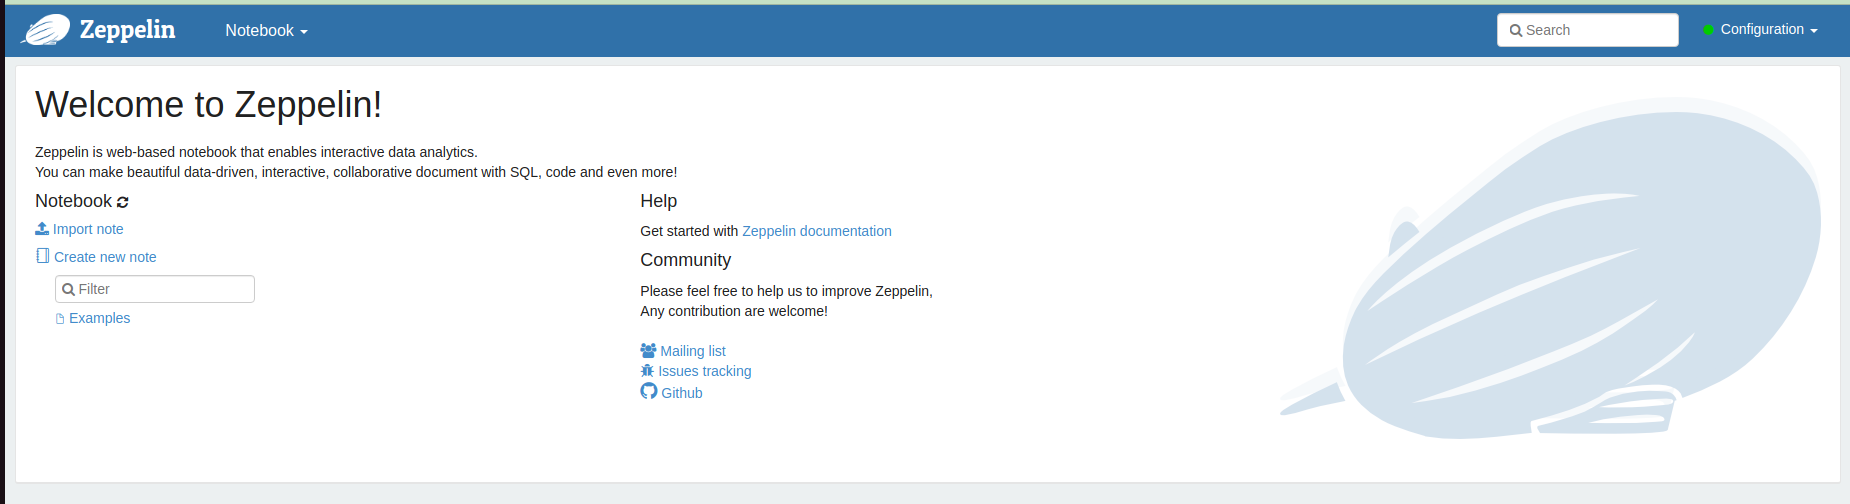 Zeppelin
Notebook
Search
Configuration
Welcome to Zeppelin!
Zeppelin is web-based notebook that enables interactive data analytics.
You can make beautiful data-driven, interactive, collaborative document with SQL, code and even more!
Notebook
Import note
Create new note
Filter
Examples
Help
Get started with Zeppelin documentation
Community
Please feel free to help us to improve Zeppelin,
Any contribution are welcome!
Mailing list
Issues tracking
Github